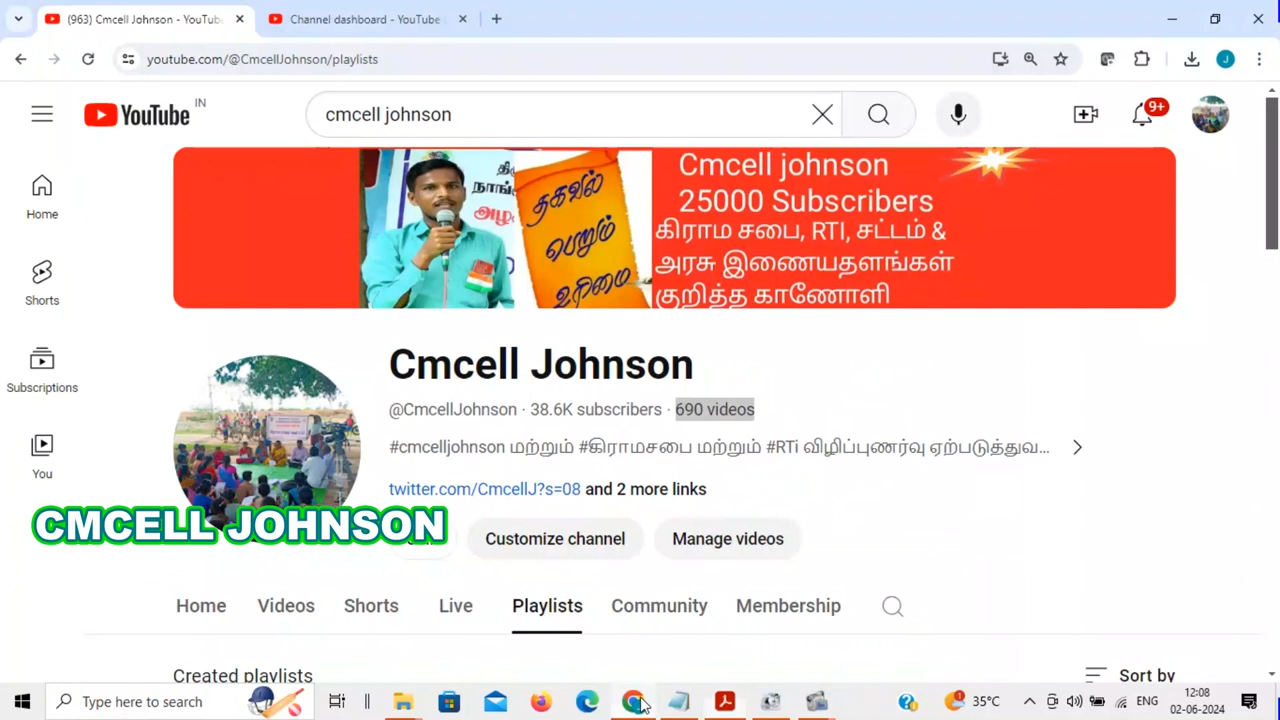 (963) Cmcell Johnson - YouTube
Channel dashboard - YouTube
youtube.com/@CmcellJohnson/playlists
J
YouTube IN
cmcell johnson
9+
Home
Shorts
Subscriptions
You
தகவல்
பெறும்
உரிமை
Cmcell johnson
25000 Subscribers
கிராம சபை, RTI, சட்டம் &
அரசு இணையதளங்கள்
குறித்த காணோளி
Cmcell Johnson
@CmcellJohnson · 38.6K subscribers · 690 videos
#cmcelljohnson மற்றும் #கிராமசபை மற்றும் #RTi விழிப்புணர்வு ஏற்படுத்துவ...
twitter.com/CmcellJ?s=08 and 2 more links
CMCELL JOHNSON
Customize channel
Manage videos
Home
Videos
Shorts
Live
Playlists
Community
Membership
Created playlists
Sort by
Type here to search
1
35°C
ENG
12:08
02-06-2024